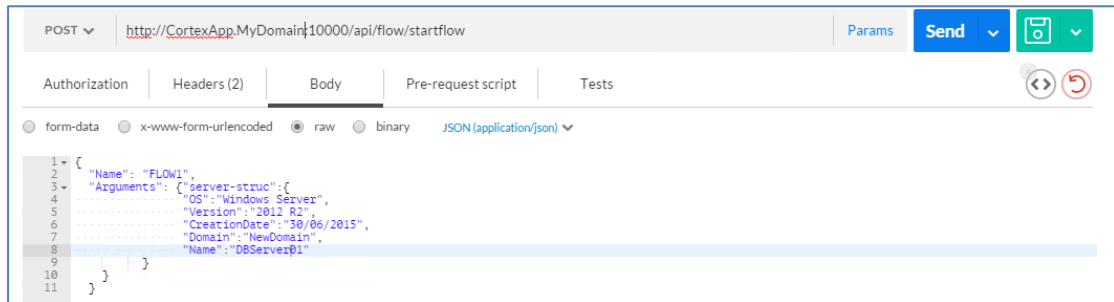 POST http://CortexApp.MyDomain:10000/api/flow/startflow Params Send
Authorization Headers (2) Body Pre-request script Tests
form-data x-www-form-urlencoded raw binary JSON (application/json)
1 {
2 "Name": "FLOW1",
3 "Arguments": {"server-struc":{
4 "OS":"Windows Server",
5 "Version":"2012 R2",
6 "CreationDate":"30/06/2015",
7 "Domain":"NewDomain",
8 "Name":"DBServer01"
9 }
10 }
11 }